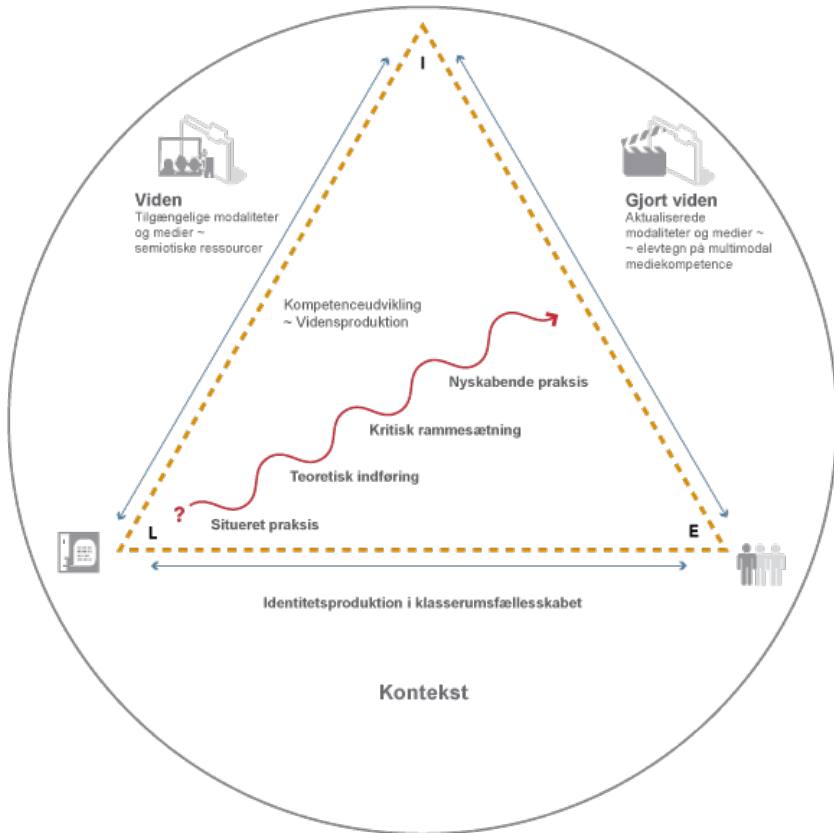 I
Viden
Tilgængelige modaliteter
og medier ~
semiotiske ressourcer
Gjort viden
Aktualiserede
modaliteter og medier ~
~ elevtegn på multimodal
mediekompetence
Kompetenceudvikling
~ Vidensproduktion
Nyskabende praksis
Kritisk rammesætning
Teoretisk indføring
?
Situeret praksis
L
E
Identitetsproduktion i klasserumsfællesskabet
Kontekst